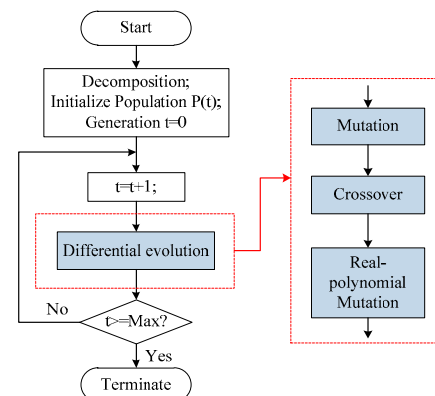 Start
Decomposition;
Initialize Population P(t);
Generation t=0
t=t+1;
Differential evolution
No
t>=Max?
Yes
Terminate
Mutation
Crossover
Real-
polynomial
Mutation